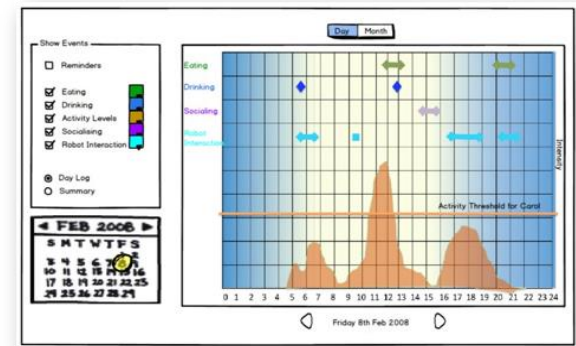 Day Month
Show Events
Reminders
Eating
Drinking
Activity Levels
Socialising
Robot Interaction
Day Log
Summary
FEB 2008
S M T W T F S
3 4 5 6 7 8 9
10 11 12 13 14 15 16
17 18 19 20 21 22 23
24 25 26 27 28 29
Eating
Drinking
Socialing
Robot
Interaction
Intensity
Activity Threshold for Carol
0 1 2 3 4 5 6 7 8 9 10 11 12 13 14 15 16 17 18 19 20 21 22 23 24
Friday 8th Feb 2008